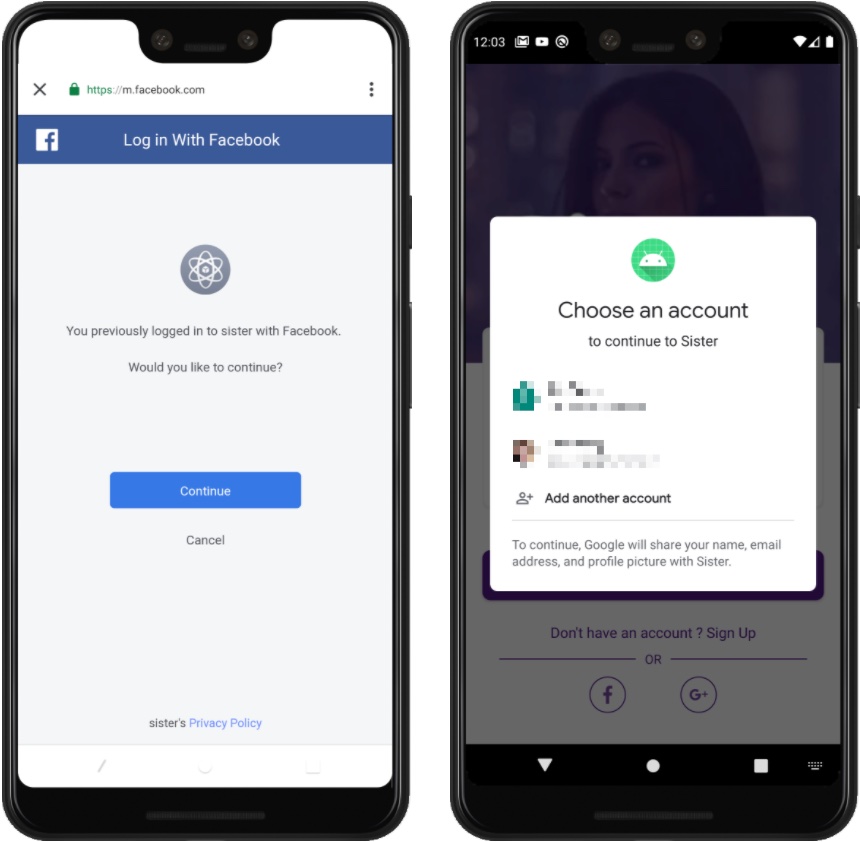 https://m.facebook.com
Log in With Facebook
You previously logged in to sister with Facebook.
Would you like to continue?
Continue
Cancel
sister's Privacy Policy
12:03
Choose an account
to continue to Sister
Add another account
To continue, Google will share your name, email
address, and profile picture with Sister.
Don't have an account ? Sign Up
OR
G+